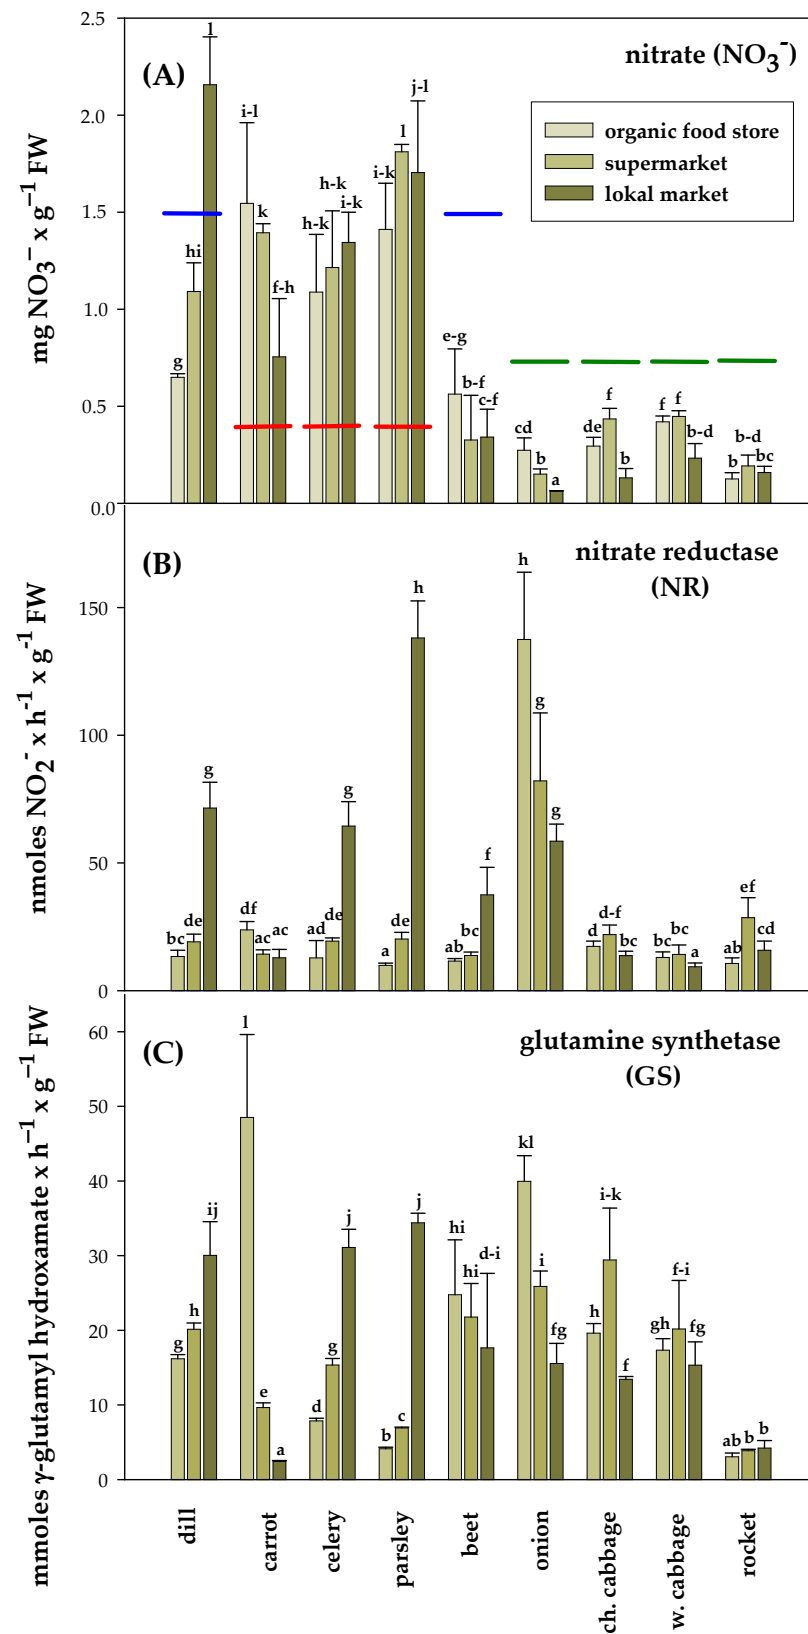 2.5
(A)
nitrate (NO₃⁻)
organic food store
supermarket
lokal market
2.0
1.5
1.0
0.5
0.0
mg NO₃⁻ x g⁻¹ FW
g
hi
l
i-l
k
f-h
h-k
h-k
i-k
i-k
l
j-l
e-g
b-f
c-f
cd
b
a
de
f
b
f
f
b-d
b
b-d
bc
(B)
nitrate reductase
(NR)
150
100
50
0
nmoles NO₂⁻ x h⁻¹ x g⁻¹ FW
bc
de
g
df
ac
ac
ad
de
g
a
de
h
ab
bc
f
h
g
g
d
d-f
bc
bc
bc
a
ab
ef
cd
(C)
glutamine synthetase
(GS)
60
50
40
30
20
10
0
mmoles γ-glutamyl hydroxamate x h⁻¹ x g⁻¹ FW
g
h
ij
l
e
a
d
g
j
b
c
j
hi
hi
d-i
kl
i
fg
h
i-k
f
gh
f-i
fg
ab
b
b
dill
carrot
celery
parsley
beet
onion
ch. cabbage
w. cabbage
rocket